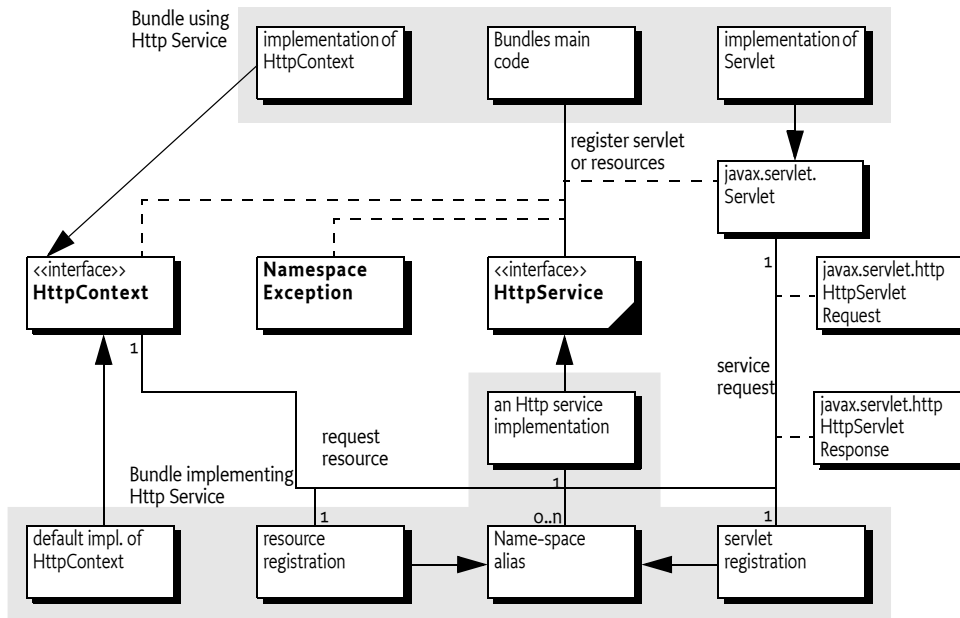 Bundle using
Http Service
implementation of
HttpContext
Bundles main
code
implementation of
Servlet
register servlet
or resources
javax.servlet.
Servlet
<<interface>>
HttpContext
Namespace
Exception
<<interface>>
HttpService
1
javax.servlet.http
HttpServlet
Request
1
service
request
an Http service
implementation
javax.servlet.http
HttpServlet
Response
request
resource
Bundle implementing
Http Service
1
1
0..n
1
default impl. of
HttpContext
resource
registration
Name-space
alias
servlet
registration